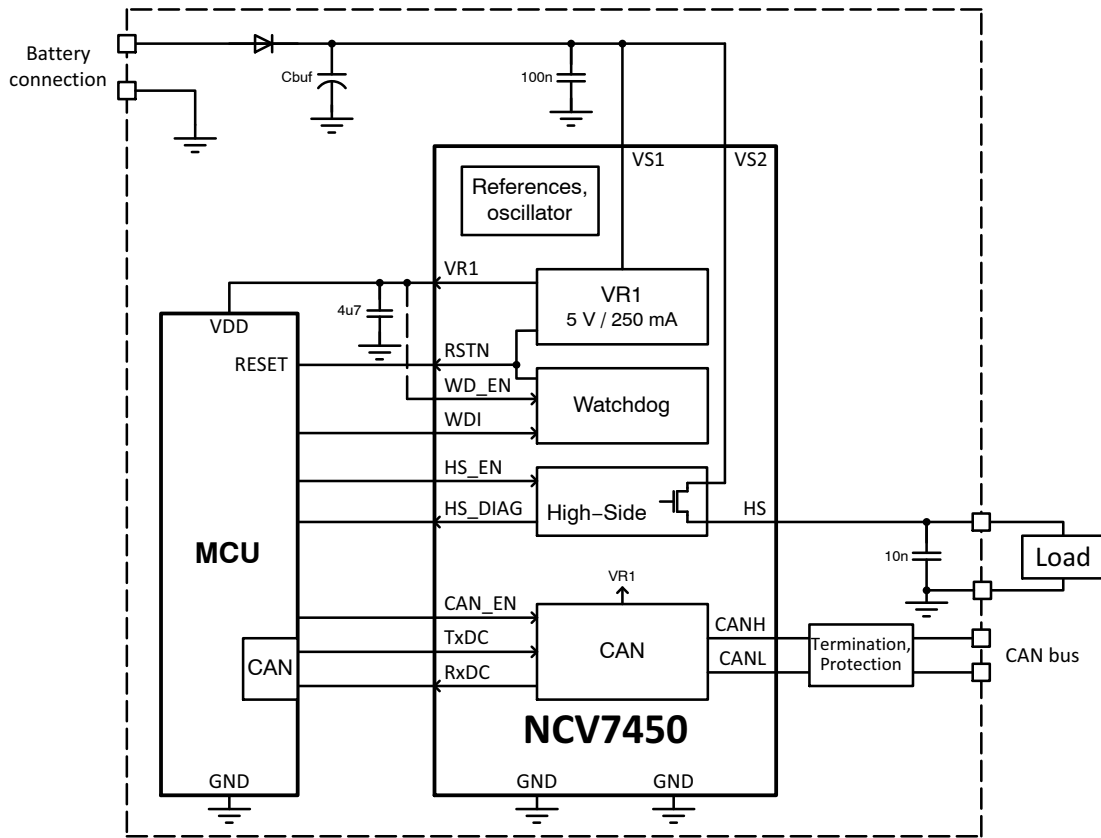 Battery
connection
Cbuf
100n
VS1
VS2
References,
oscillator
VR1
VR1
5 V / 250 mA
4u7
VDD
RESET
RSTN
WD_EN
Watchdog
WDI
HS_EN
HS_DIAG
High−Side
HS
MCU
10n
Load
VR1
CAN_EN
TxDC
RxDC
CAN
CAN
CANH
CANL
Termination,
Protection
CAN bus
NCV7450
GND
GND
GND